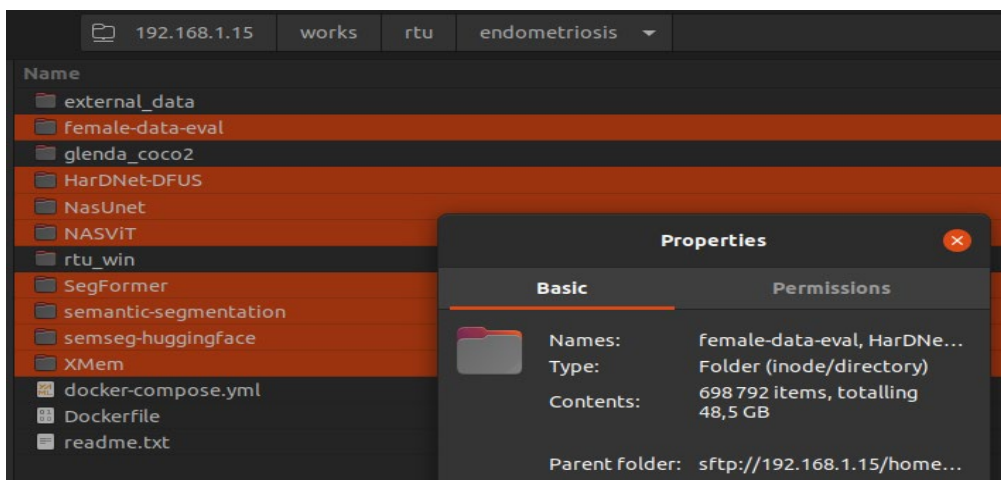 192.168.1.15 works rtu endometriosis
Name
external_data
female-data-eval
glenda_coco2
HarDNet-DFUS
NasUnet
NASViT
rtu_win
SegFormer
semantic-segmentation
semseg-huggingface
XMem
docker-compose.yml
Dockerfile
readme.txt
Properties
Basic Permissions
Names: female-data-eval, HarDNe...
Type: Folder (inode/directory)
Contents: 698 792 items, totalling
48,5 GB
Parent folder: sftp://192.168.1.15/home...